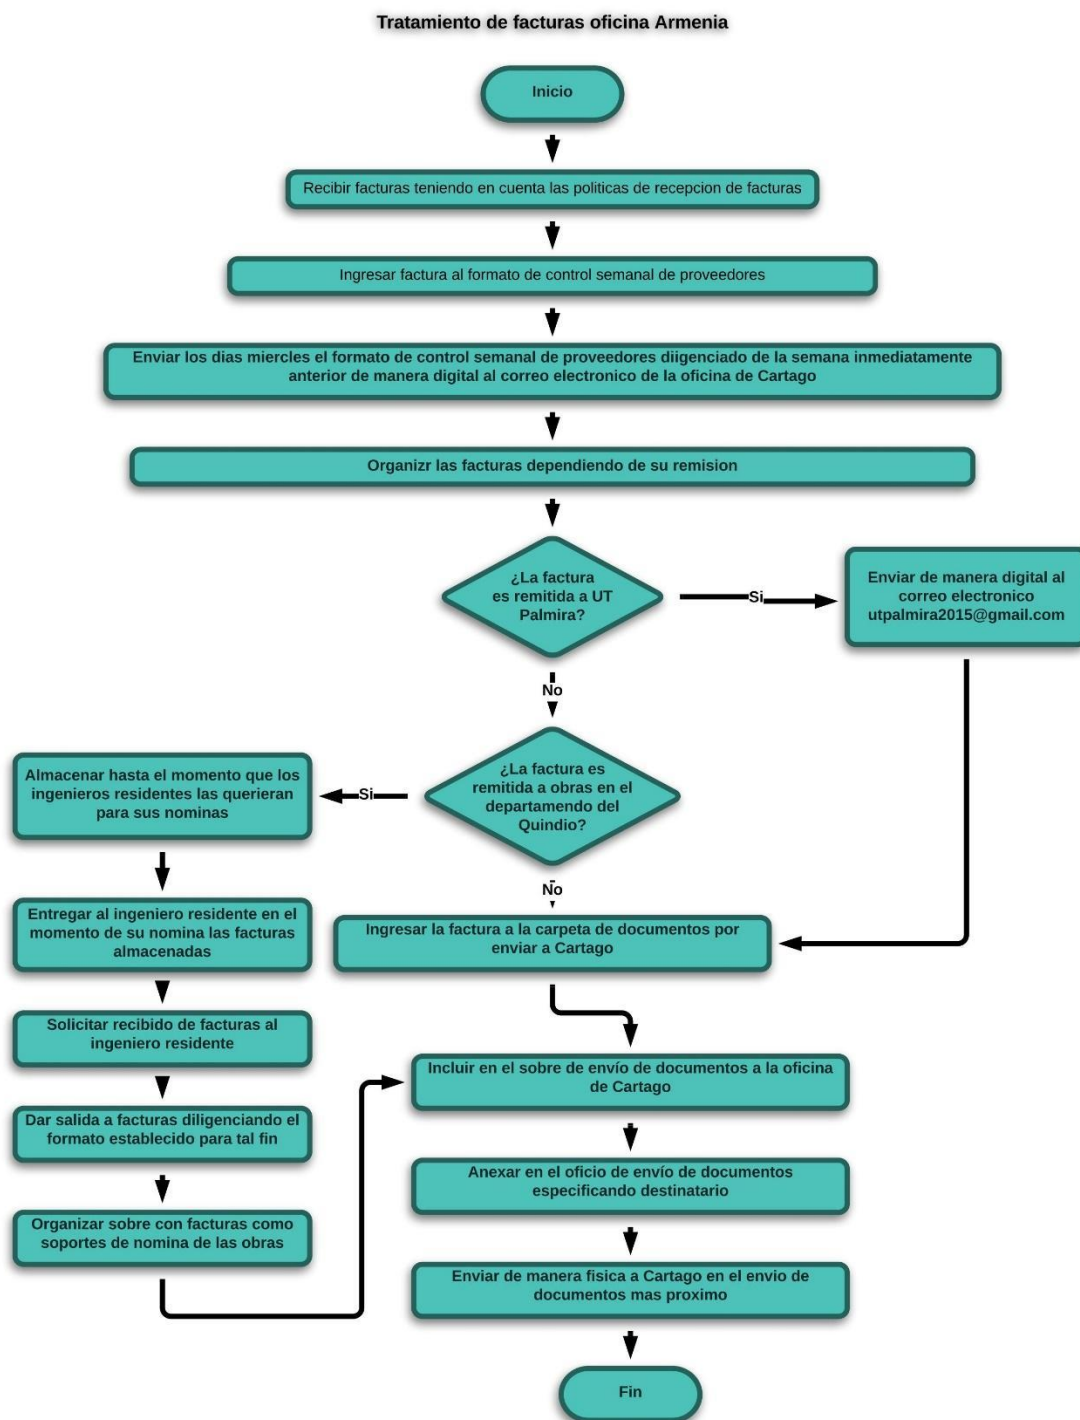 Tratamiento de facturas oficina Armenia
Inicio
Recibir facturas teniendo en cuenta las politicas de recepcion de facturas
Ingresar factura al formato de control semanal de proveedores
Enviar los dias miercles el formato de control semanal de proveedores diigenciado de la semana inmediatamente
anterior de manera digital al correo electronico de la oficina de Cartago
Organizr las facturas dependiendo de su remision
¿La factura
es remitida a UT
Palmira?
Si
Enviar de manera digital al
correo electronico
utpalmira2015@gmail.com
No
¿La factura es
remitida a obras en el
departamendo del
Quindio?
Si
Almacenar hasta el momento que los
ingenieros residentes las querieran
para sus nominas
No
Entregar al ingeniero residente en el
momento de su nomina las facturas
almacenadas
Ingresar la factura a la carpeta de documentos por
enviar a Cartago
Solicitar recibido de facturas al
ingeniero residente
Dar salida a facturas diligenciando el
formato establecido para tal fin
Organizar sobre con facturas como
soportes de nomina de las obras
Incluir en el sobre de envío de documentos a la oficina
de Cartago
Anexar en el oficio de envío de documentos
especificando destinatario
Enviar de manera fisica a Cartago en el envio de
documentos mas proximo
Fin